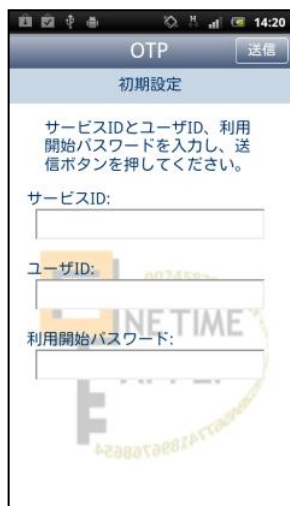 14:20
OTP
送信
初期設定
サービスIDとユーザID、利用
開始パスワードを入力し、送
信ボタンを押してください。
サービスID:
ユーザID:
利用開始パスワード:
NETIME